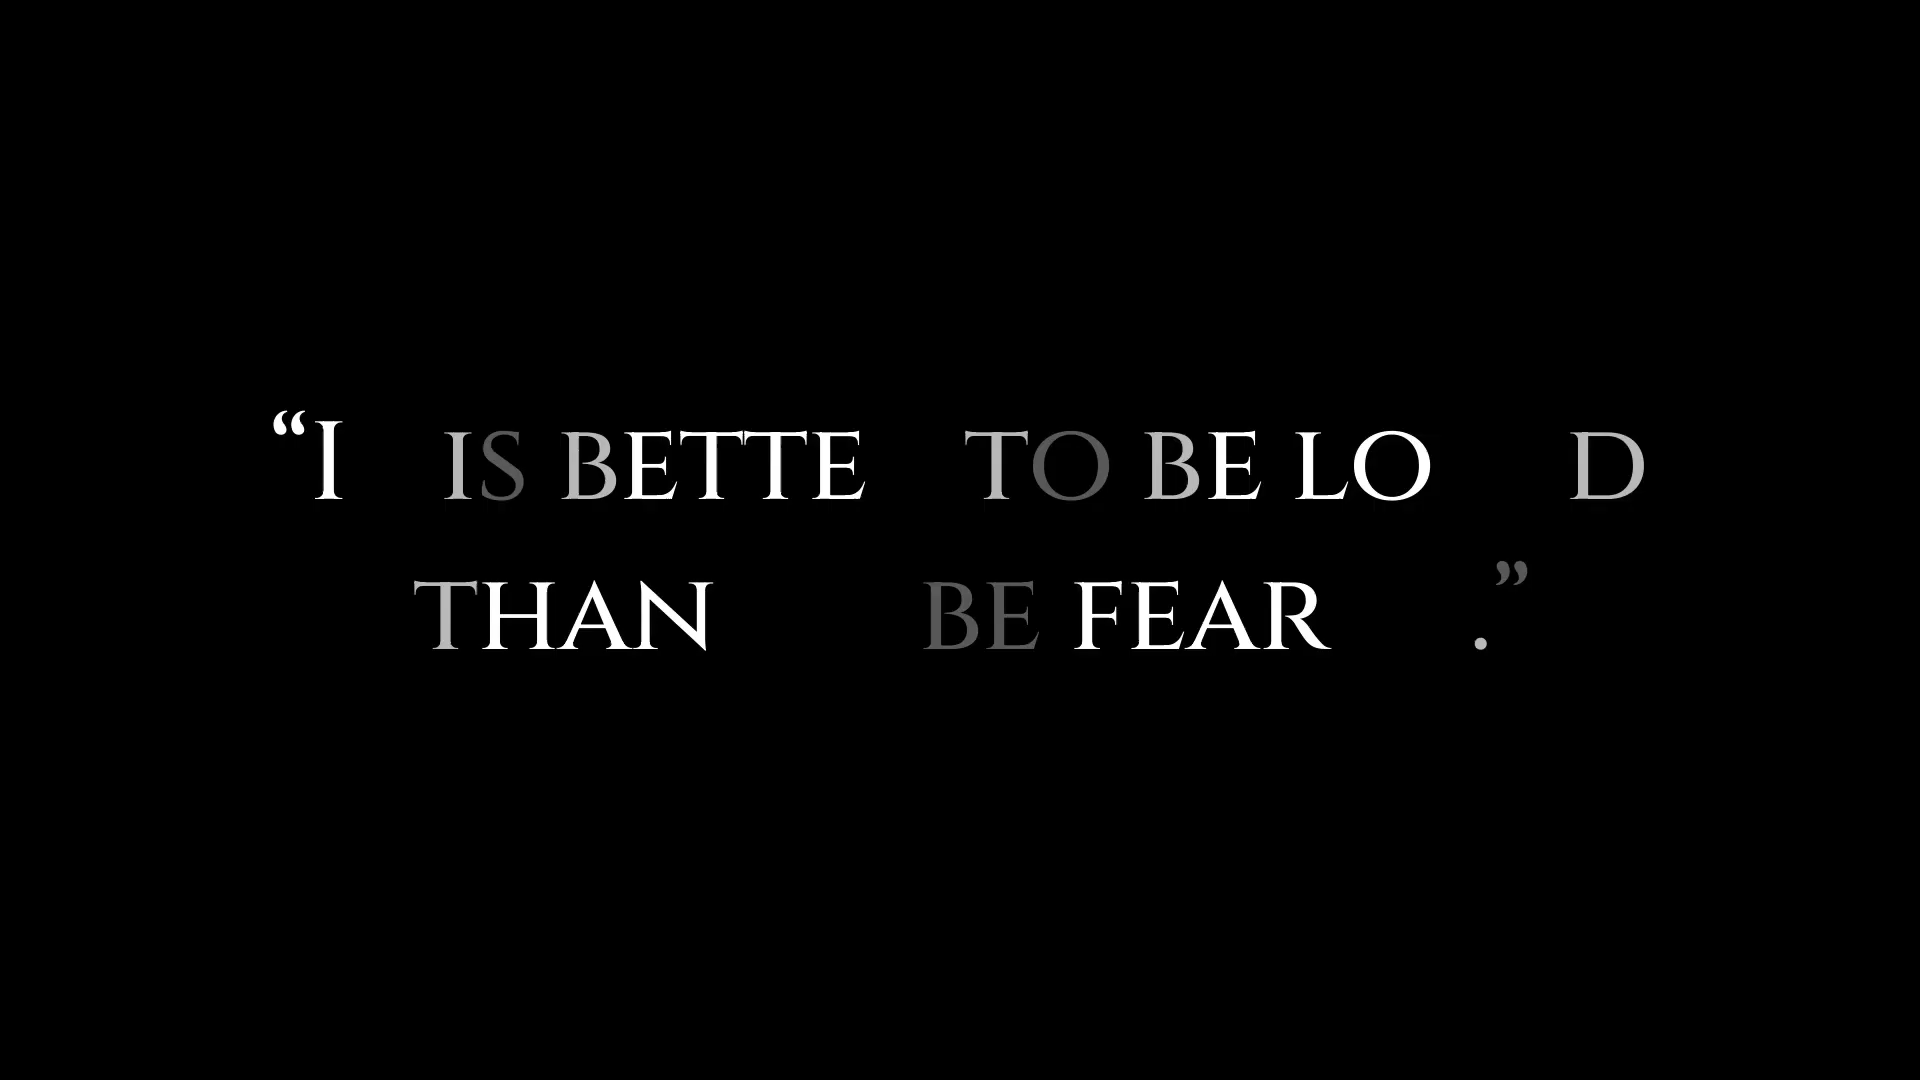 “I IS BETTE TO BE LO D
THAN BE FEAR .”